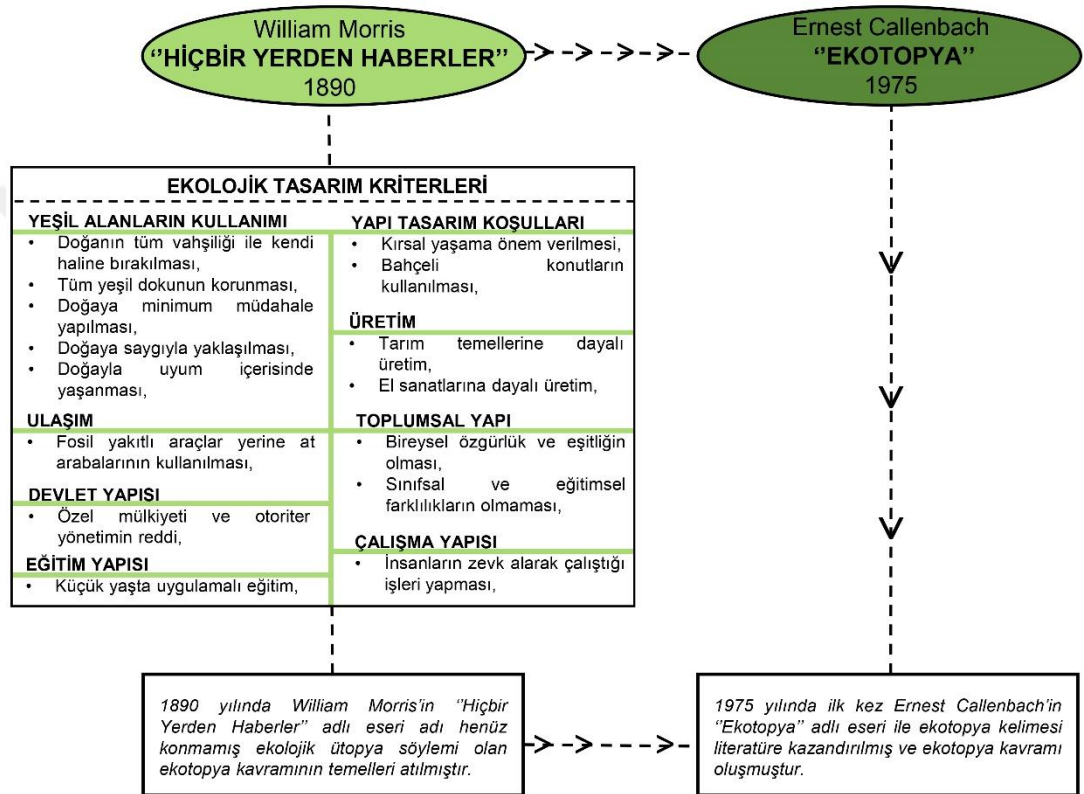 William Morris
‘‘HİÇBİR YERDEN HABERLER’’
1890
Ernest Callenbach
‘‘EKOTOPYA’’
1975
EKOLOJİK TASARIM KRİTERLERİ
YEŞİL ALANLARIN KULLANIMI
• Doğanın tüm vahşiliği ile kendi
haline bırakılması,
• Tüm yeşil dokunun korunması,
• Doğaya minimum müdahale
yapılması,
• Doğaya saygıyla yaklaşılması,
• Doğayla uyum içerisinde
yaşanması,
ULAŞIM
• Fosil yakıtlı araçlar yerine at
arabalarının kullanılması,
DEVLET YAPISI
• Özel mülkiyeti ve otoriter
yönetimin reddi,
EĞİTİM YAPISI
• Küçük yaşta uygulamalı eğitim,
YAPI TASARIM KOŞULLARI
• Kırsal yaşama önem verilmesi,
• Bahçeli konutların
kullanılması,
ÜRETİM
• Tarım temellerine dayalı
üretim,
• El sanatlarına dayalı üretim,
TOPLUMSAL YAPI
• Bireysel özgürlük ve eşitliğin
olması,
• Sınıfsal ve eğitimsel
farklılıkların olmaması,
ÇALIŞMA YAPISI
• İnsanların zevk alarak çalıştığı
işleri yapması,
1890 yılında William Morris’in ‘‘Hiçbir
Yerden Haberler’’ adlı eseri adı henüz
konmamış ekolojik ütopya söylemi olan
ekotopya kavramının temelleri atılmıştır.
1975 yılında ilk kez Ernest Callenbach’in
‘‘Ekotopya’’ adlı eseri ile ekotopya kelimesi
literatüre kazandırılmış ve ekotopya kavramı
oluşmuştur.